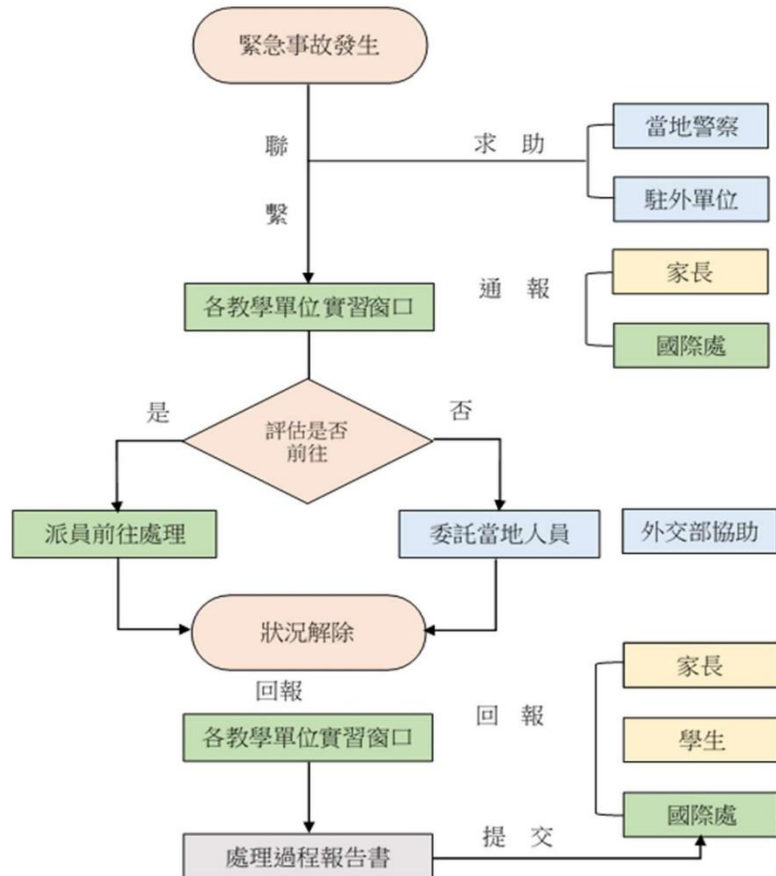 緊急事故發生
聯
求 助
當地警察
繫
駐外單位
各教學單位實習窗口
通 報
家長
國際處
是
評估是否
前往
否
派員前往處理
委託當地人員
外交部協助
狀況解除
回報
各教學單位實習窗口
回 報
家長
學生
國際處
處理過程報告書
提 交